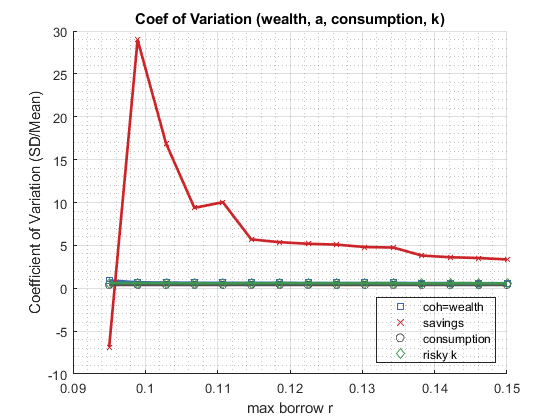 Coef of Variation (wealth, a, consumption, k)
Coefficient of Variation (SD/Mean)
30
25
20
15
10
5
0
-5
-10
coh=wealth
savings
consumption
risky k
0.09
0.1
0.11
0.12
0.13
0.14
0.15
max borrow r